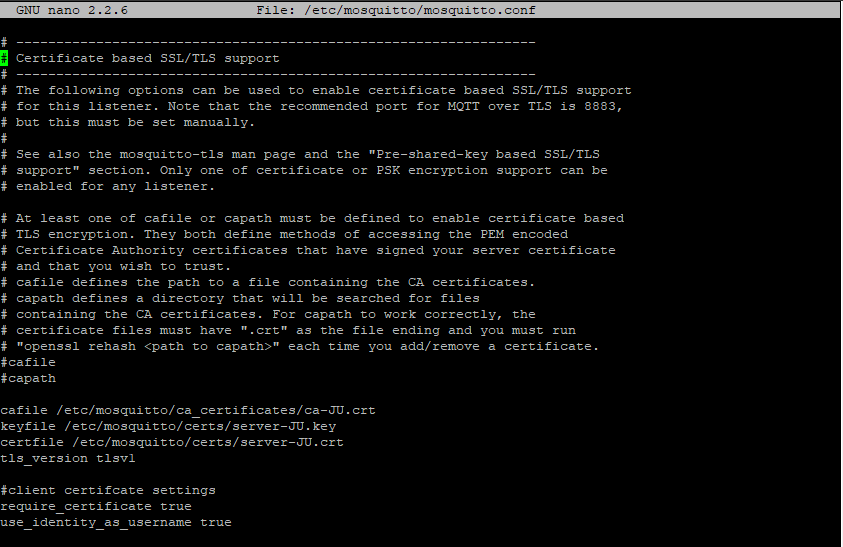 GNU nano 2.2.6 File: /etc/mosquitto/mosquitto.conf
# -----------------------------------------------------------------
# Certificate based SSL/TLS support
# -----------------------------------------------------------------
# The following options can be used to enable certificate based SSL/TLS support
# for this listener. Note that the recommended port for MQTT over TLS is 8883,
# but this must be set manually.
#
# See also the mosquitto-tls man page and the "Pre-shared-key based SSL/TLS
# support" section. Only one of certificate or PSK encryption support can be
# enabled for any listener.
# At least one of cafile or capath must be defined to enable certificate based
# TLS encryption. They both define methods of accessing the PEM encoded
# Certificate Authority certificates that have signed your server certificate
# and that you wish to trust.
# cafile defines the path to a file containing the CA certificates.
# capath defines a directory that will be searched for files
# containing the CA certificates. For capath to work correctly, the
# certificate files must have ".crt" as the file ending and you must run
# "openssl rehash <path to capath>" each time you add/remove a certificate.
#cafile
#capath
cafile /etc/mosquitto/ca_certificates/ca-JU.crt
keyfile /etc/mosquitto/certs/server-JU.key
certfile /etc/mosquitto/certs/server-JU.crt
tls_version tlsv1
#client certifcate settings
require_certificate true
use_identity_as_username true